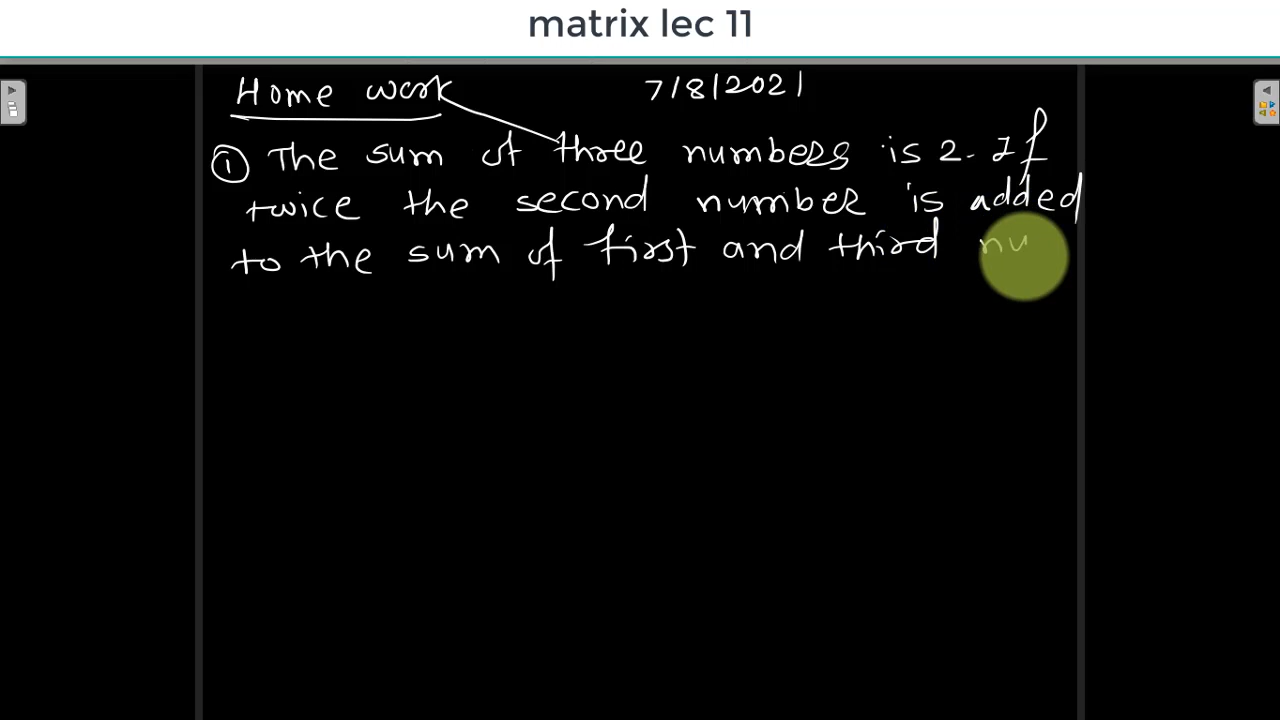 matrix lec 11
Home work 7/8/2021
① The sum of three numbers is 2. If
twice the second number is added
to the sum of first and third nu